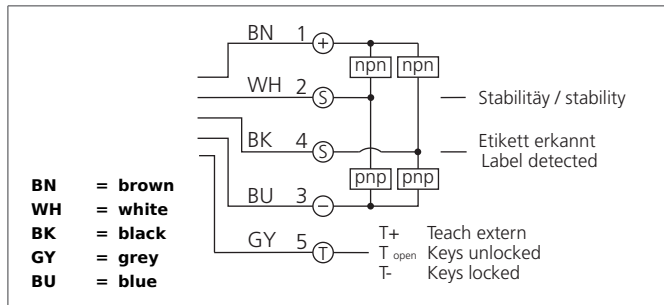 BN 1 +
npn npn
WH 2 S
Stabilitäy / stability
BK 4 S
Etikett erkannt
Label detected
pnp pnp
BU 3 −
GY 5 T
T+ Teach extern
T open Keys unlocked
T- Keys locked
BN = brown
WH = white
BK = black
GY = grey
BU = blue